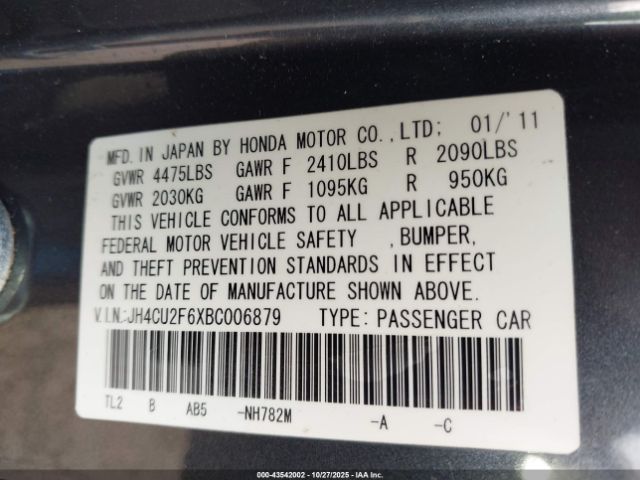 MFD. IN JAPAN BY HONDA MOTOR CO.,LTD; 01/'11
GVWR 4475LBS GAWR F 2410LBS R 2090LBS
GVWR 2030KG GAWR F 1095KG R 950KG
THIS VEHICLE CONFORMS TO ALL APPLICABLE
FEDERAL MOTOR VEHICLE SAFETY ,BUMPER,
AND THEFT PREVENTION STANDARDS IN EFFECT
ON THE DATE OF MANUFACTURE SHOWN ABOVE.
V.I.N.:JH4CU2F6XBC006879 TYPE: PASSENGER CAR
TL2 B AB5 -NH782M -A -C
000-43542002 - 10/27/2025 - IAAI.COM